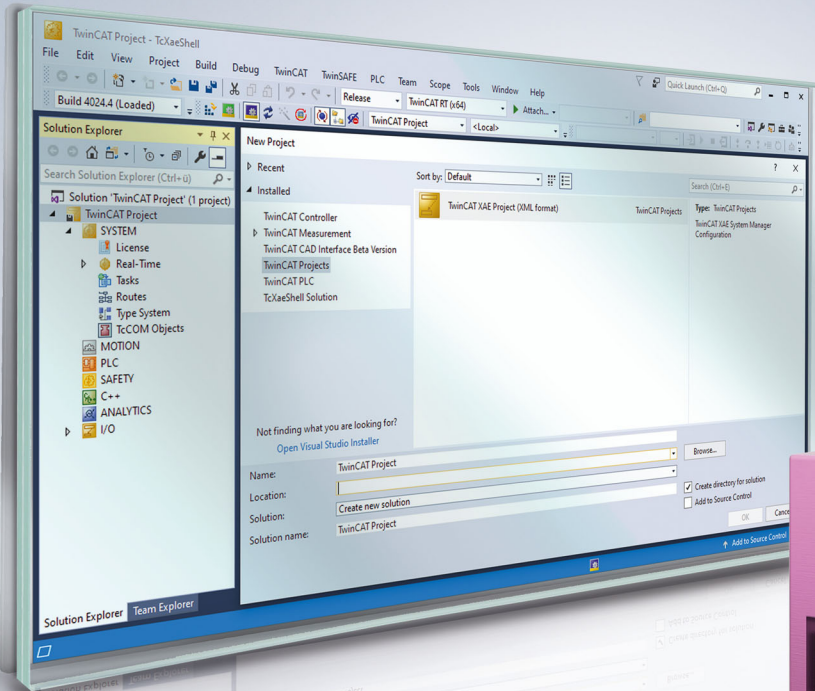 TwinCAT Project - TcXaeShell
File Edit View Project Build Debug TwinCAT TwinSAFE PLC Team Scope Tools Window Help
Quick Launch (Ctrl+Q)
Release
TwinCAT RT (x64)
Attach...
Build 4024.4 (Loaded)
TwinCAT Project
<Local>
Solution Explorer
Search Solution Explorer (Ctrl+ü)
Solution 'TwinCAT Project' (1 project)
TwinCAT Project
SYSTEM
License
Real-Time
Tasks
Routes
Type System
TcCOM Objects
MOTION
PLC
SAFETY
C++
ANALYTICS
I/O
Solution Explorer
Team Explorer
New Project
? X
Recent
Installed
TwinCAT Controller
TwinCAT Measurement
TwinCAT CAD Interface Beta Version
TwinCAT Projects
TwinCAT PLC
TcXaeShell Solution
Not finding what you are looking for?
Open Visual Studio Installer
Sort by: Default
TwinCAT XAE Project (XML format)
TwinCAT Projects
Search (Ctrl+E)
Type: TwinCAT Projects
TwinCAT XAE System Manager
Configuration
Name:
TwinCAT Project
Location:
Browse...
Solution:
Create new solution
Solution name:
TwinCAT Project
Create directory for solution
Add to Source Control
OK
Cance
Add to Source Control